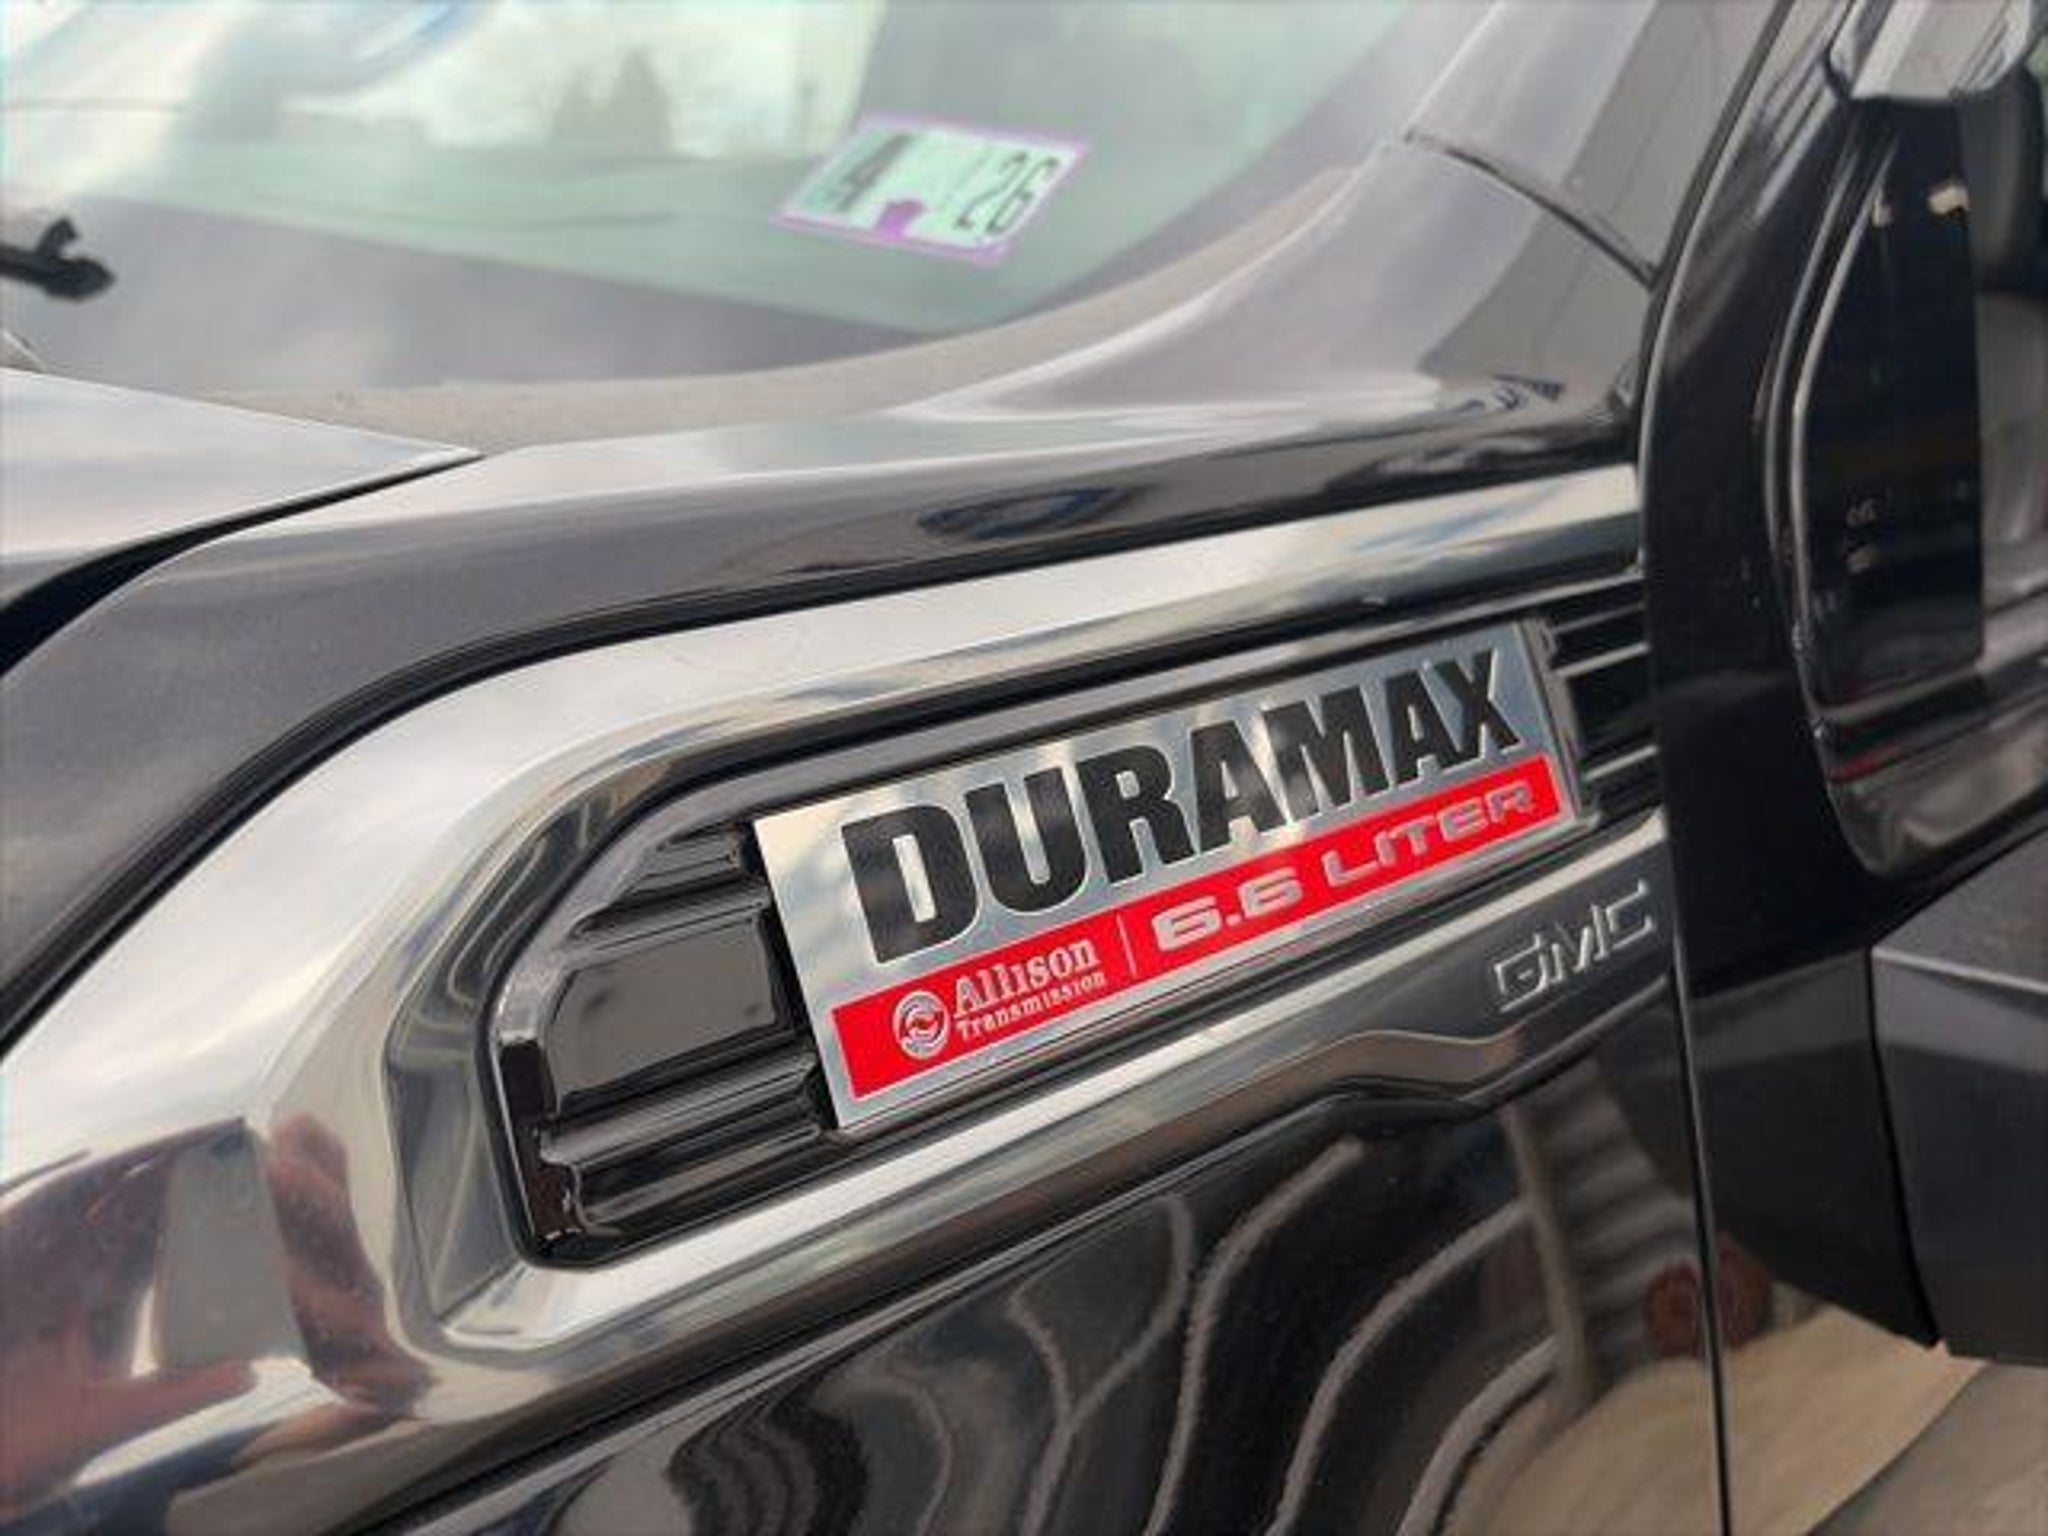 4 26
DURAMAX
Allison
Transmission
6.6 LITER
GMC